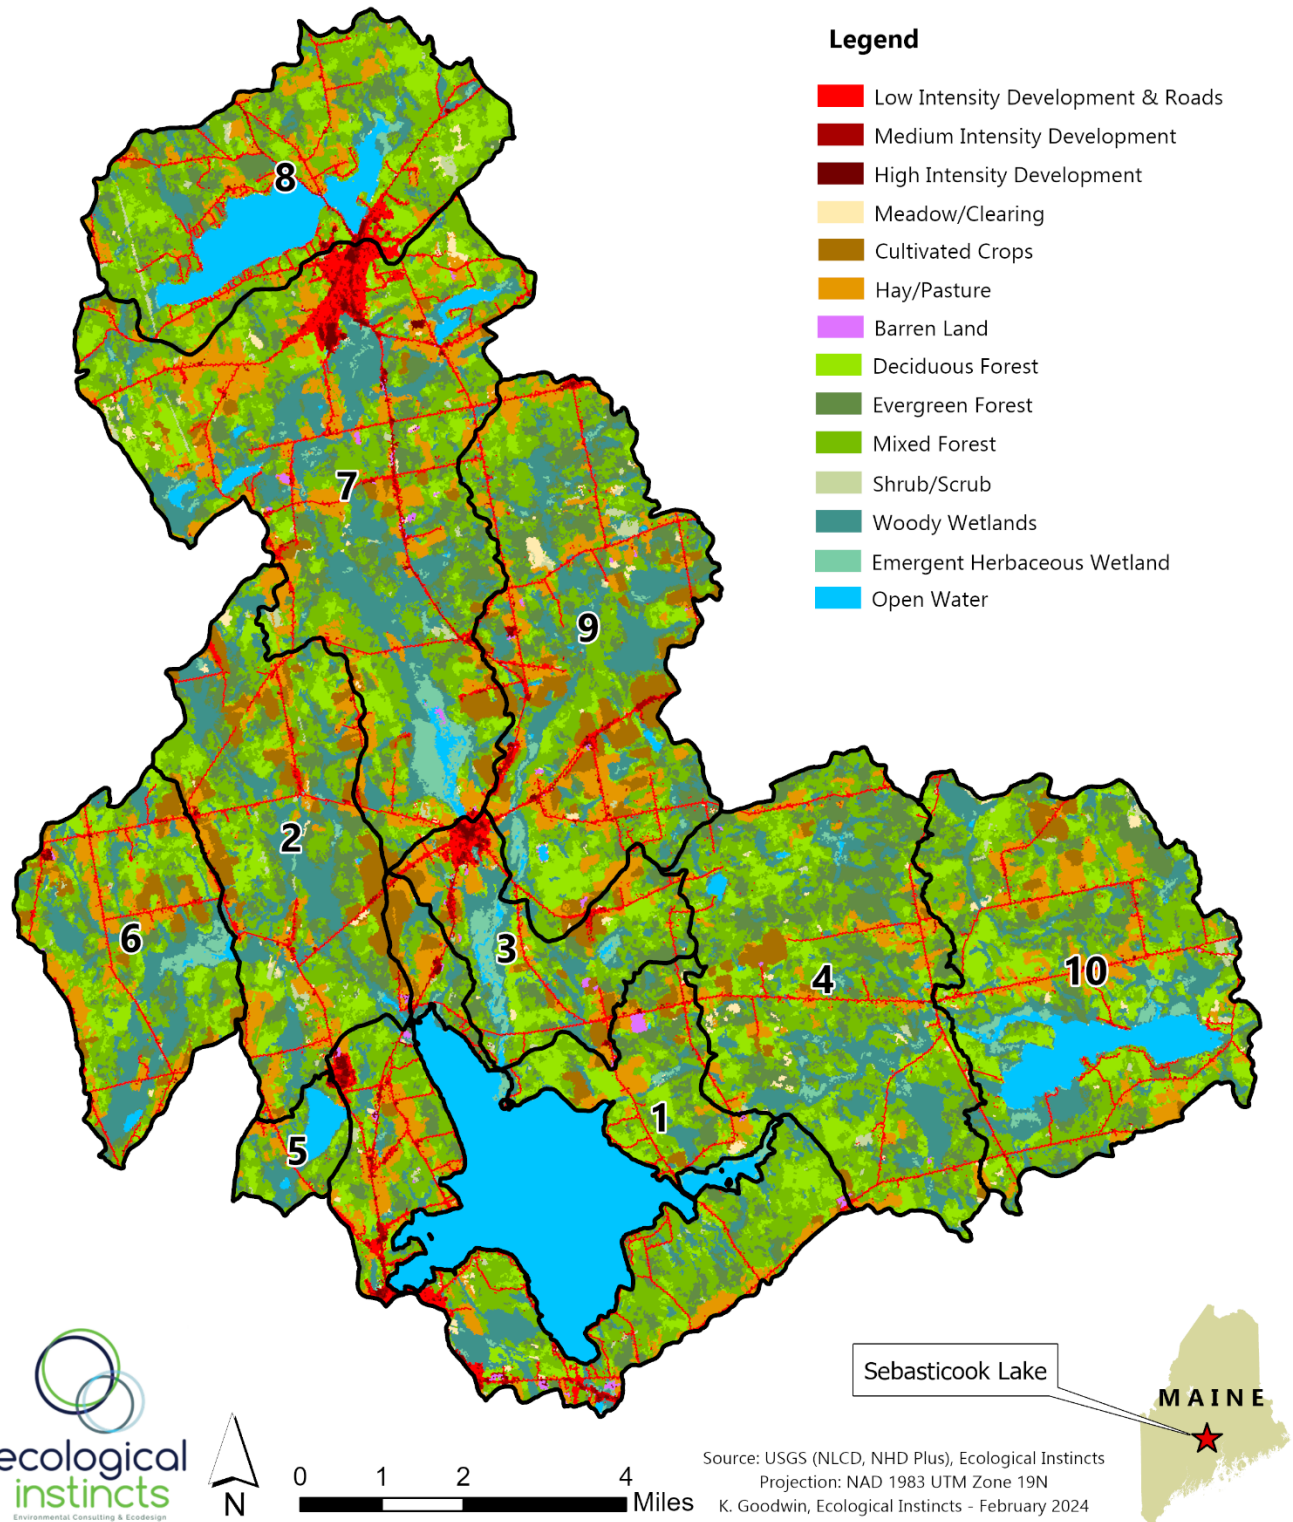 Legend
Low Intensity Development & Roads
Medium Intensity Development
High Intensity Development
Meadow/Clearing
Cultivated Crops
Hay/Pasture
Barren Land
Deciduous Forest
Evergreen Forest
Mixed Forest
Shrub/Scrub
Woody Wetlands
Emergent Herbaceous Wetland
Open Water
8
7
9
2
6
3
4
10
1
5
Sebasticook Lake
MAINE
ecological
instincts
Environmental Consulting & Ecodesign
N
0 1 2 4
Miles
Source: USGS (NLCD, NHD Plus), Ecological Instincts
Projection: NAD 1983 UTM Zone 19N
K. Goodwin, Ecological Instincts - February 2024